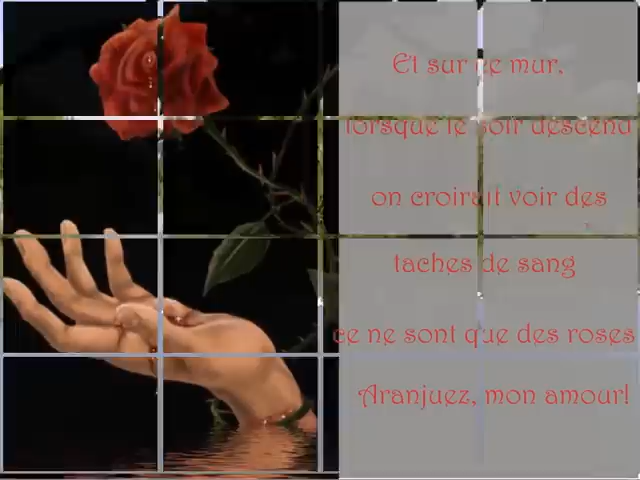 Et sur ce mur,
lorsque le soir descend
on croirait voir des
taches de sang
ce ne sont que des roses
Aranjuez, mon amour!